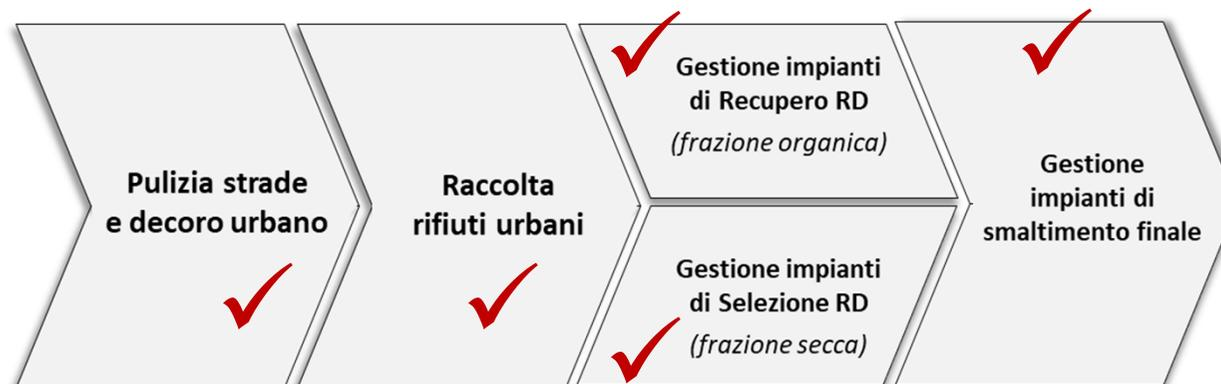 Pulizia strade
e decoro urbano
Raccolta
rifiuti urbani
Gestione impianti
di Recupero RD
(frazione organica)
Gestione impianti
di Selezione RD
(frazione secca)
Gestione
impianti di
smaltimento finale